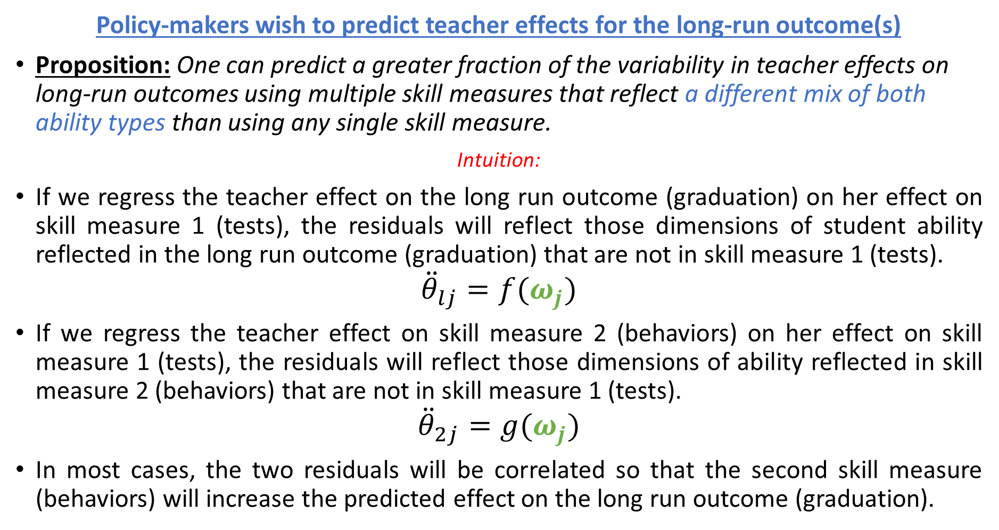 Policy-makers wish to predict teacher effects for the long-run outcome(s)
• Proposition: One can predict a greater fraction of the variability in teacher effects on
long-run outcomes using multiple skill measures that reflect a different mix of both
ability types than using any single skill measure.
Intuition:
• If we regress the teacher effect on the long run outcome (graduation) on her effect on
skill measure 1 (tests), the residuals will reflect those dimensions of student ability
reflected in the long run outcome (graduation) that are not in skill measure 1 (tests).
θ̈_{lj} = f(ω_j)
• If we regress the teacher effect on skill measure 2 (behaviors) on her effect on skill
measure 1 (tests), the residuals will reflect those dimensions of ability reflected in skill
measure 2 (behaviors) that are not in skill measure 1 (tests).
θ̈_{2j} = g(ω_j)
• In most cases, the two residuals will be correlated so that the second skill measure
(behaviors) will increase the predicted effect on the long run outcome (graduation).